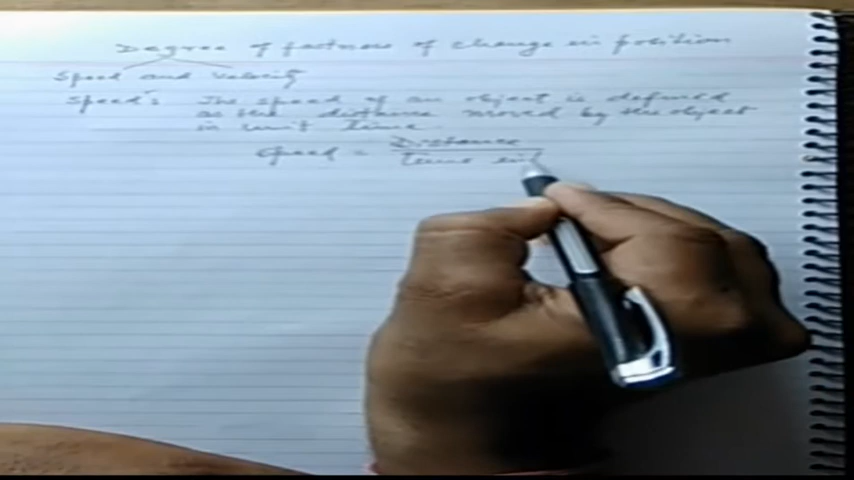 Degree of fastness of change in position
Speed and velocity
Speed: The speed of an object is defined
as the distance moved by the object
in unit time
Speed = Distance
Time